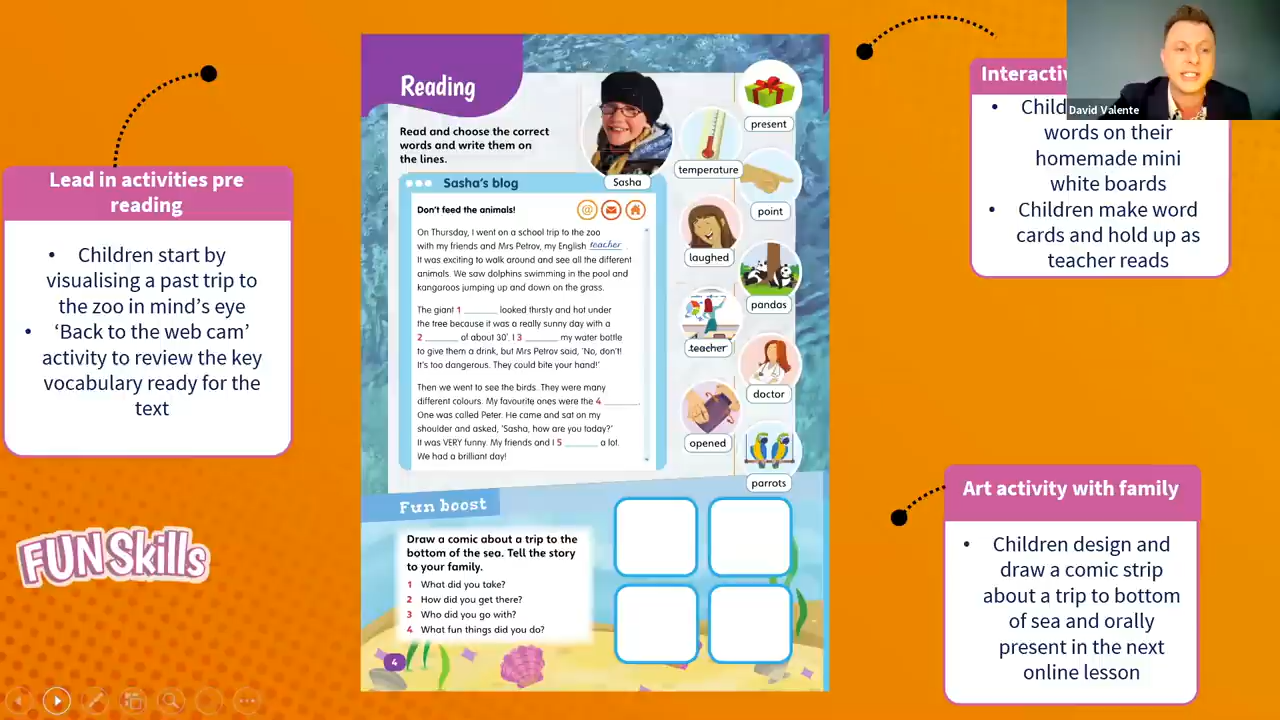 Lead in activities pre
reading
• Children start by
visualising a past trip to
the zoo in mind's eye
• 'Back to the web cam'
activity to review the key
vocabulary ready for the
text
FUN Skills
Reading
Read and choose the correct
words and write them on
the lines.
Sasha
Sasha's blog
Don't feed the animals!
@
On Thursday, I went on a school trip to the zoo
with my friends and Mrs Petrov, my English teacher .
It was exciting to walk around and see all the different
animals. We saw dolphins swimming in the pool and
kangaroos jumping up and down on the grass.
The giant 1 ______ looked thirsty and hot under
the tree because it was a really sunny day with a
2 ______ of about 30°. I 3 ______ my water bottle
to give them a drink, but Mrs Petrov said, 'No, don't!
It's too dangerous. They could bite your hand!'
Then we went to see the birds. They were many
different colours. My favourite ones were the 4 ______.
One was called Peter. He came and sat on my
shoulder and asked, 'Sasha, how are you today?'
It was VERY funny. My friends and I 5 ______ a lot.
We had a brilliant day!
present
temperature
point
laughed
pandas
teacher
doctor
opened
parrots
Fun boost
Draw a comic about a trip to the
bottom of the sea. Tell the story
to your family.
1 What did you take?
2 How did you get there?
3 Who did you go with?
4 What fun things did you do?
4
David Valente
words on their
homemade mini
white boards
• Children make word
cards and hold up as
teacher reads
Art activity with family
• Children design and
draw a comic strip
about a trip to bottom
of sea and orally
present in the next
online lesson